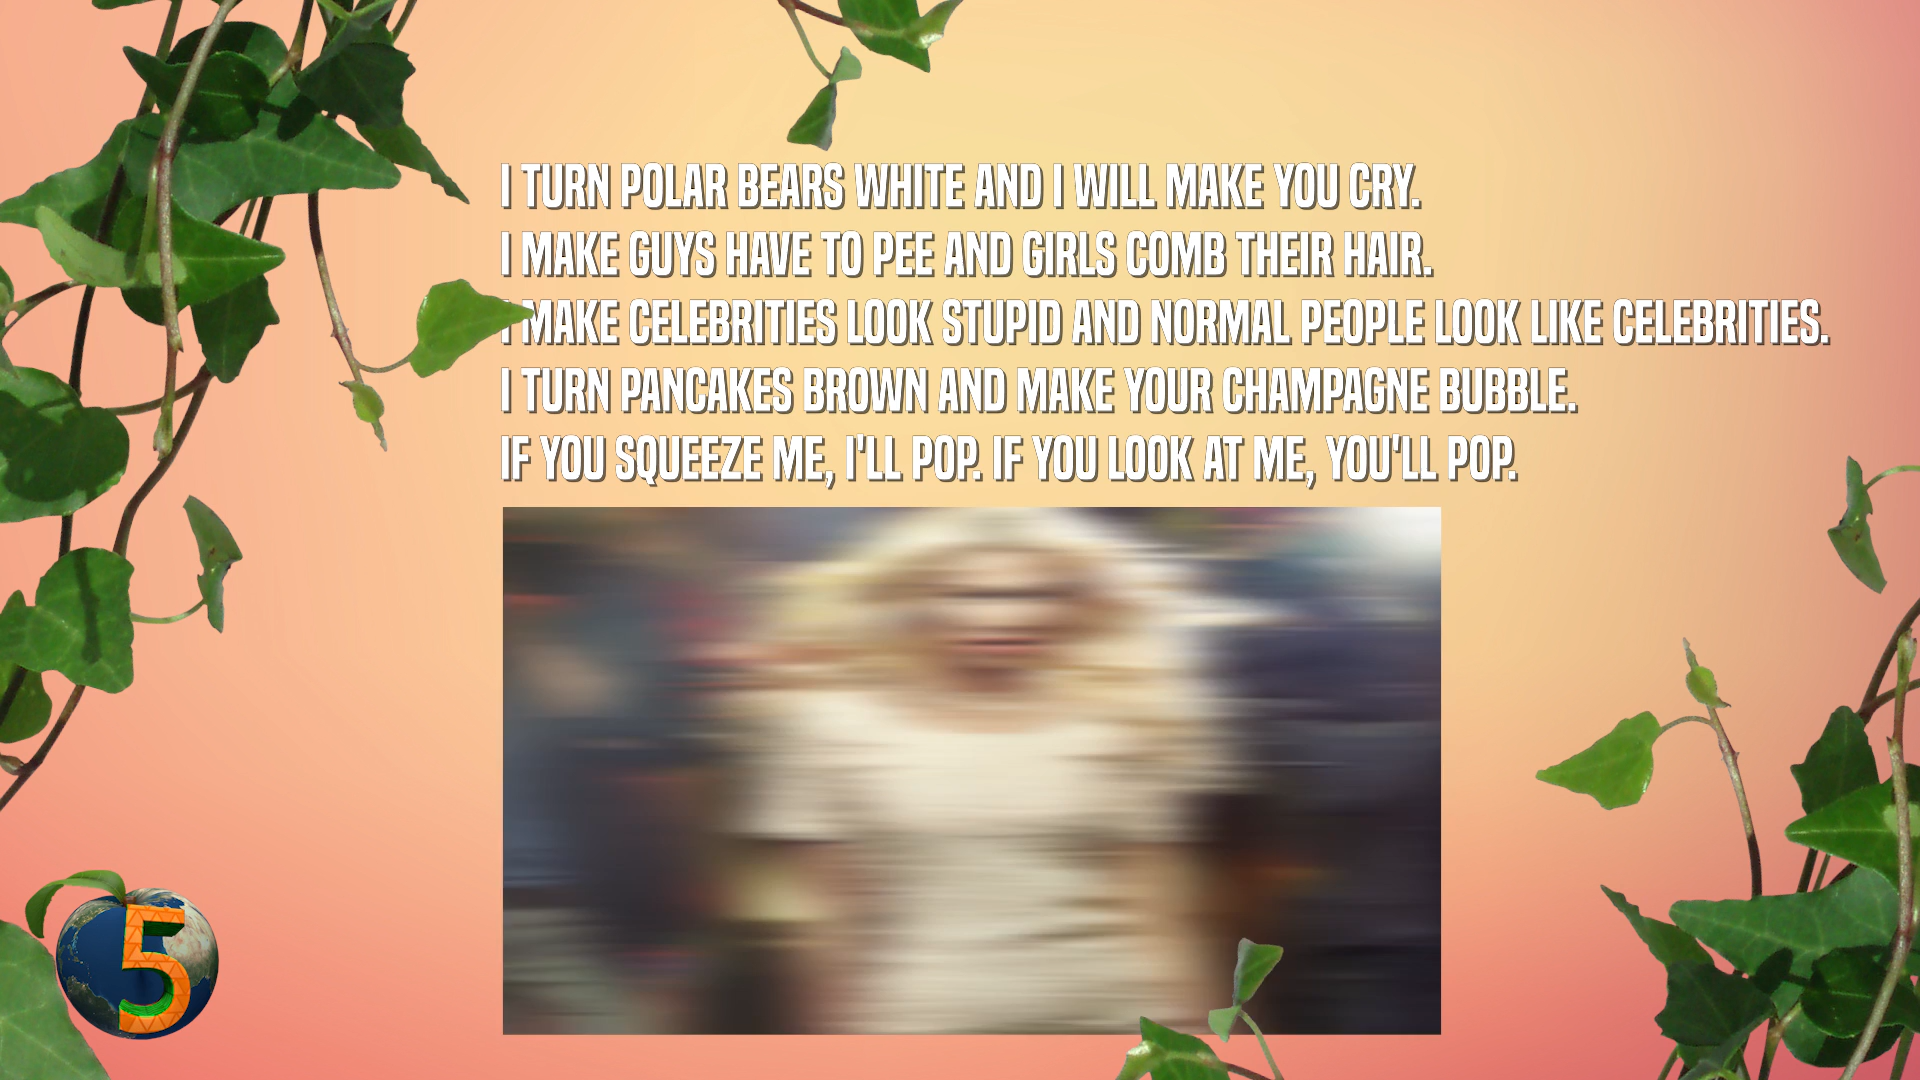 I TURN POLAR BEARS WHITE AND I WILL MAKE YOU CRY.
I MAKE GUYS HAVE TO PEE AND GIRLS COMB THEIR HAIR.
I MAKE CELEBRITIES LOOK STUPID AND NORMAL PEOPLE LOOK LIKE CELEBRITIES.
I TURN PANCAKES BROWN AND MAKE YOUR CHAMPAGNE BUBBLE.
IF YOU SQUEEZE ME, I'LL POP. IF YOU LOOK AT ME, YOU'LL POP.
5